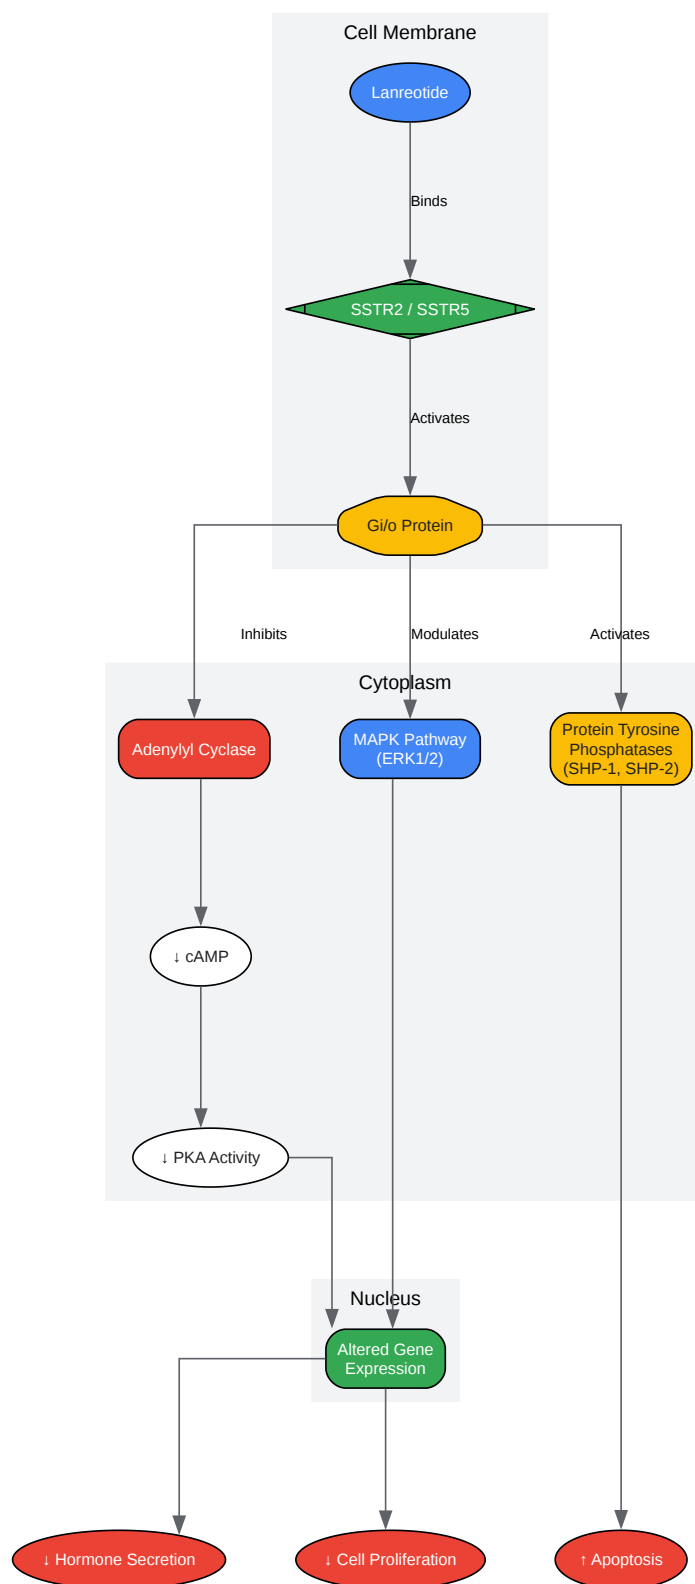 Cell Membrane
Lanreotide
Binds
SSTR2 / SSTR5
Activates
Gi/o Protein
Inhibits
Modulates
Activates
Cytoplasm
Adenylyl Cyclase
MAPK Pathway
(ERK1/2)
Protein Tyrosine
Phosphatases
(SHP-1, SHP-2)
↓ cAMP
↓ PKA Activity
Nucleus
Altered Gene
Expression
↓ Hormone Secretion
↓ Cell Proliferation
↑ Apoptosis